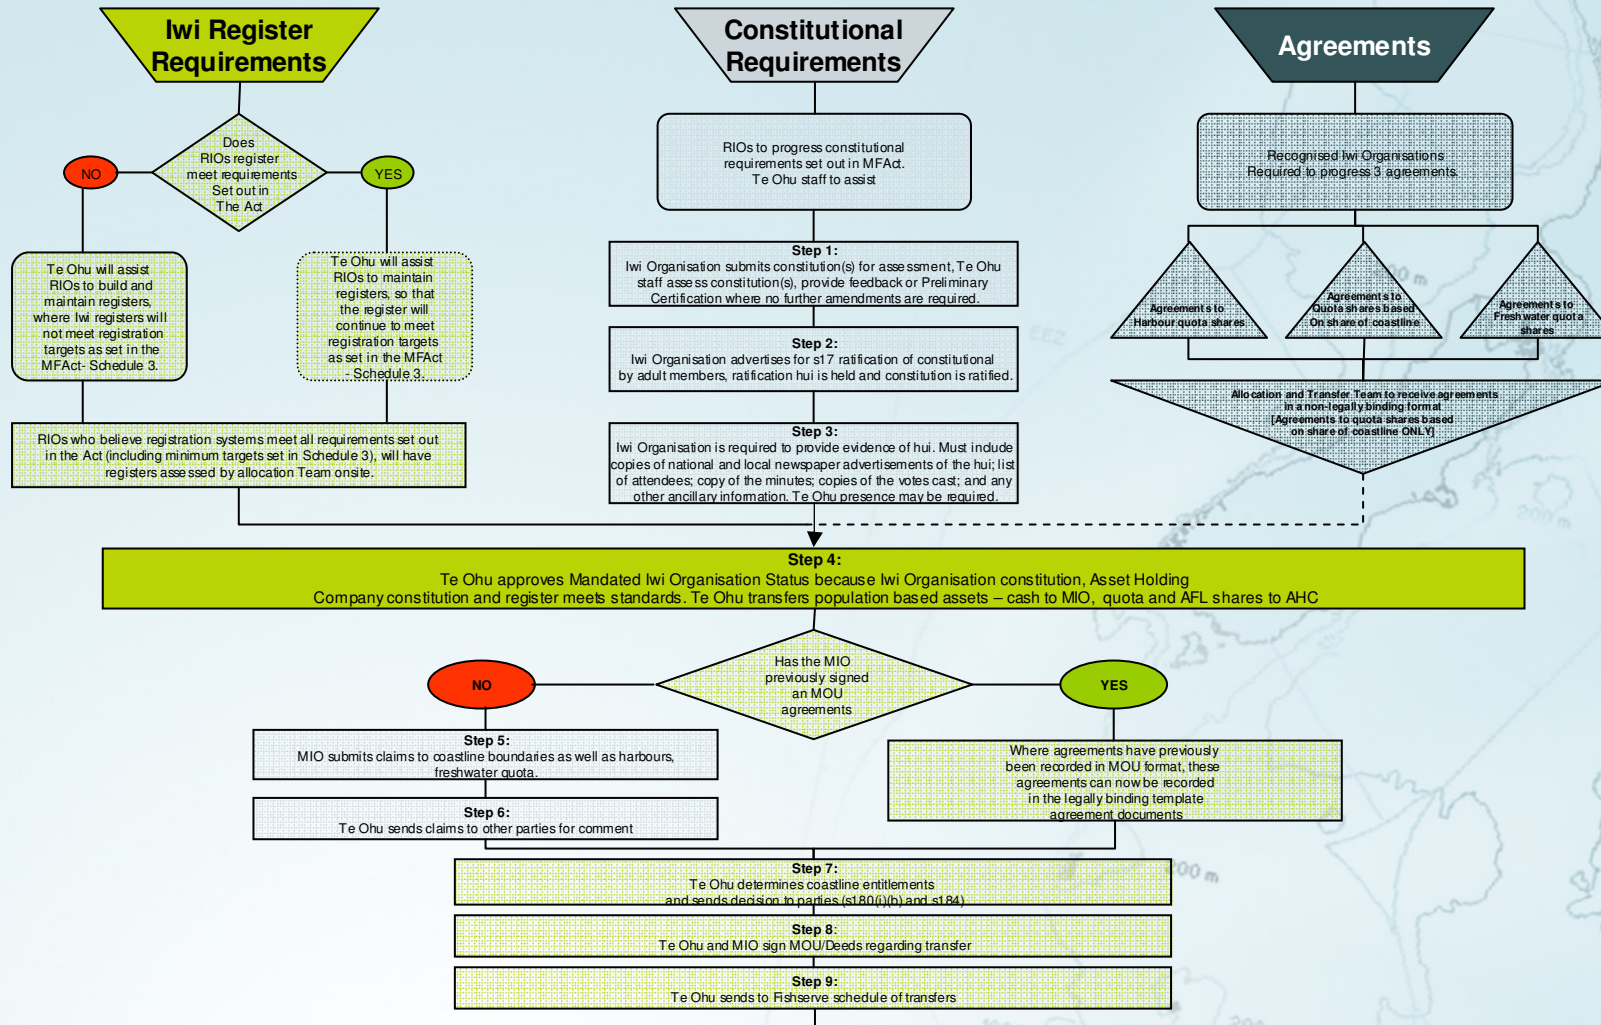 Iwi Register
Requirements
Constitutional
Requirements
Agreements
Does
RIOs register
meet requirements
Set out in
The Act
NO
YES
Te Ohu will assist
RIOs to build and
maintain registers,
where Iwi registers will
not meet registration
targets as set in the
MFAct- Schedule 3.
Te Ohu will assist
RIOs to maintain
registers, so that
the register will
continue to meet
registration targets
as set in the MFAct
- Schedule 3.
RIOs who believe registration systems meet all requirements set out
in the Act (including minimum targets set in Schedule 3), will have
registers assessed by allocation Team onsite.
RIOs to progress constitutional
requirements set out in MFAct.
Te Ohu staff to assist
Step 1:
Iwi Organisation submits constitution(s) for assessment, Te Ohu
staff assess constitution(s), provide feedback or Preliminary
Certification where no further amendments are required.
Step 2:
Iwi Organisation advertises for s17 ratification of constitutional
by adult members, ratification hui is held and constitution is ratified.
Step 3:
Iwi Organisation is required to provide evidence of hui. Must include
copies of national and local newspaper advertisements of the hui; list
of attendees; copy of the minutes; copies of the votes cast; and any
other ancillary information. Te Ohu presence may be required.
Recognised Iwi Organisations
Required to progress 3 agreements.
Agreements to
Harbour quota shares
Agreements to
Quota shares based
On share of coastline
Agreements to
Freshwater quota
shares
Allocation and Transfer Team to receive agreements
in a non-legally binding format
[Agreements to quota shares based
on share of coastline ONLY]
EEZ
200 m
Step 4:
Te Ohu approves Mandated Iwi Organisation Status because Iwi Organisation constitution, Asset Holding
Company constitution and register meets standards. Te Ohu transfers population based assets – cash to MIO, quota and AFL shares to AHC
Has the MIO
previously signed
an MOU
agreements
NO
YES
Step 5:
MIO submits claims to coastline boundaries as well as harbours,
freshwater quota.
Step 6:
Te Ohu sends claims to other parties for comment
Where agreements have previously
been recorded in MOU format, these
agreements can now be recorded
in the legally binding template
agreement documents
Step 7:
Te Ohu determines coastline entitlements
and sends decision to parties (s180(i)(b) and s184)
Step 8:
Te Ohu and MIO sign MOU/Deeds regarding transfer
Step 9:
Te Ohu sends to Fishserve schedule of transfers